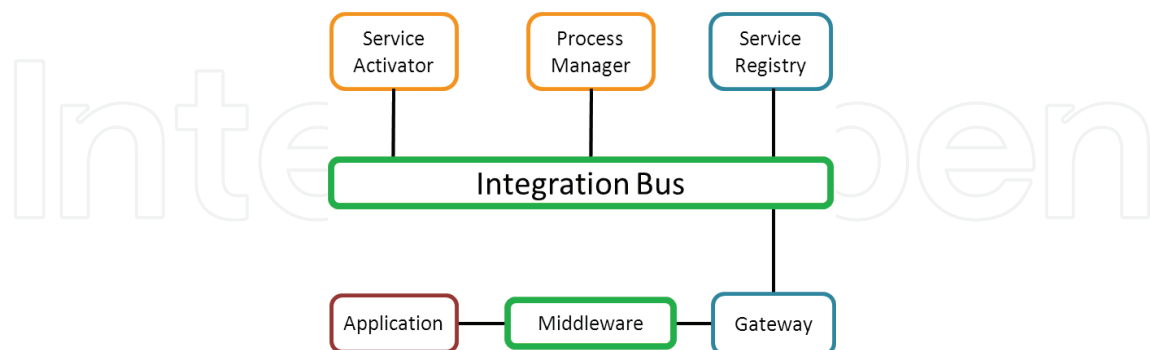 Service
Activator
Process
Manager
Service
Registry
Integration Bus
Application
Middleware
Gateway